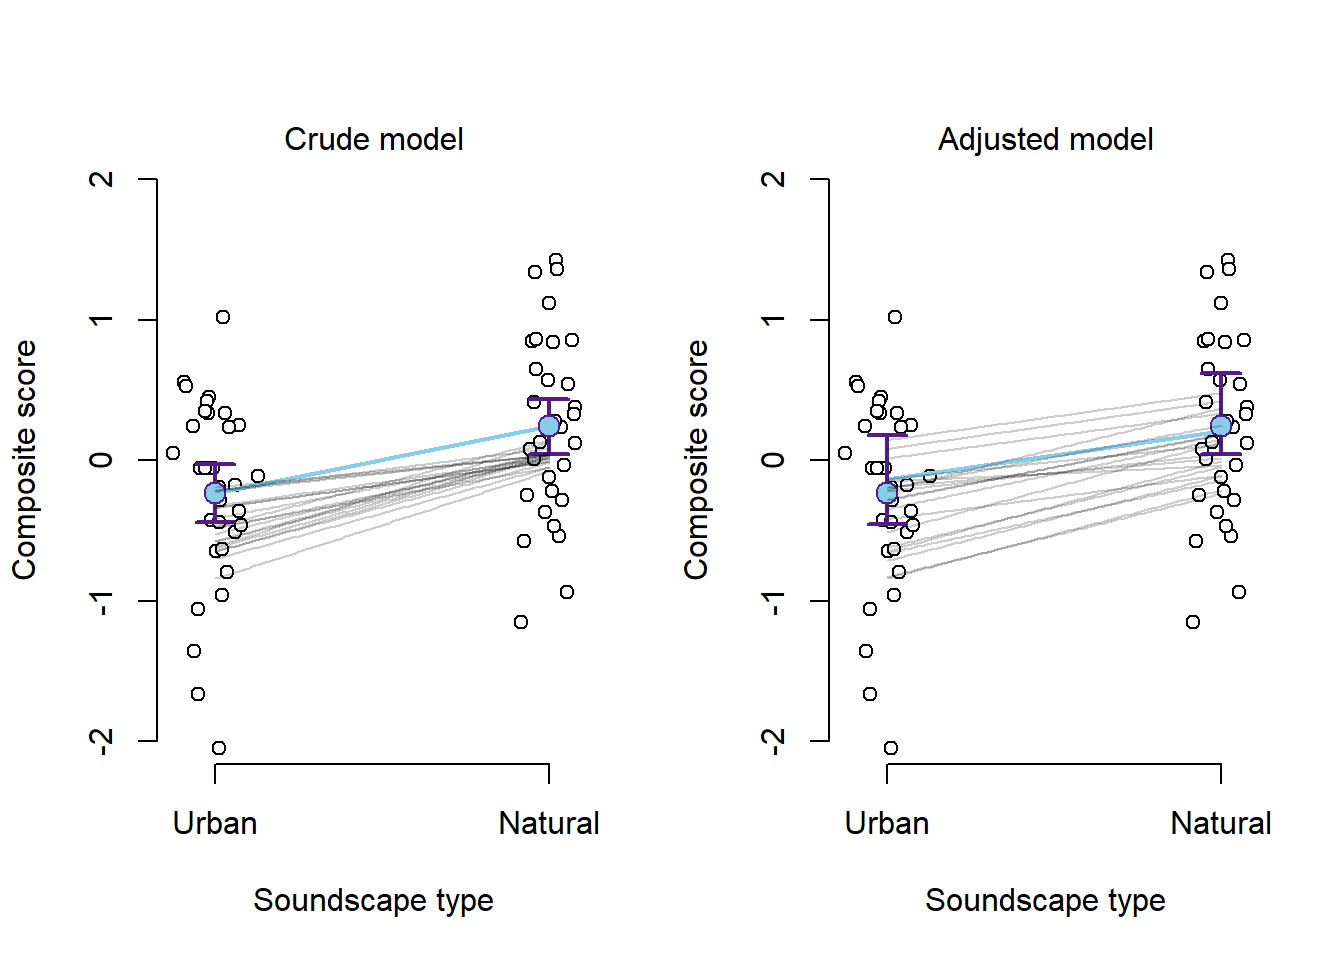 Crude model
Composite score
2
1
0
-1
-2
Urban
Natural
Soundscape type
Adjusted model
Composite score
2
1
0
-1
-2
Urban
Natural
Soundscape type